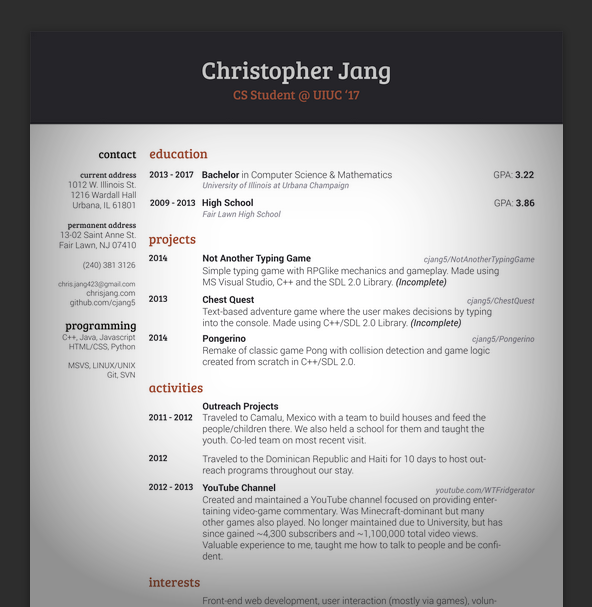 Christopher Jang
CS Student @ UIUC '17
contact
current address
1012 W. Illinois St.
1216 Wardall Hall
Urbana, IL 61801
permanent address
13-02 Saint Anne St.
Fair Lawn, NJ 07410
(240) 381 3126
chris.jang423@gmail.com
chrisjang.com
github.com/cjang5
programming
C++, Java, Javascript
HTML/CSS, Python
MSVS, LINUX/UNIX
Git, SVN
education
2013 - 2017 Bachelor in Computer Science & Mathematics GPA: 3.22
University of Illinois at Urbana Champaign
2009 - 2013 High School GPA: 3.86
Fair Lawn High School
projects
2014 Not Another Typing Game cjang5/NotAnotherTypingGame
Simple typing game with RPGlike mechanics and gameplay. Made using
MS Visual Studio, C++ and the SDL 2.0 Library. (Incomplete)
2013 Chest Quest cjang5/ChestQuest
Text-based adventure game where the user makes decisions by typing
into the console. Made using C++/SDL 2.0 Library. (Incomplete)
2014 Pongerino cjang5/Pongerino
Remake of classic game Pong with collision detection and game logic
created from scratch in C++/SDL 2.0.
activities
Outreach Projects
2011 - 2012 Traveled to Camalu, Mexico with a team to build houses and feed the
people/children there. We also held a school for them and taught the
youth. Co-led team on most recent visit.
2012 Traveled to the Dominican Republic and Haiti for 10 days to host out-
reach programs throughout our stay.
2012 - 2013 YouTube Channel youtube.com/WTFridgerator
Created and maintained a YouTube channel focused on providing enter-
taining video-game commentary. Was Minecraft-dominant but many
other games also played. No longer maintained due to University, but has
since gained ~4,300 subscribers and ~1,100,000 total video views.
Valuable experience to me, taught me how to talk to people and be confi-
dent.
interests
Front-end web development, user interaction (mostly via games), volun-